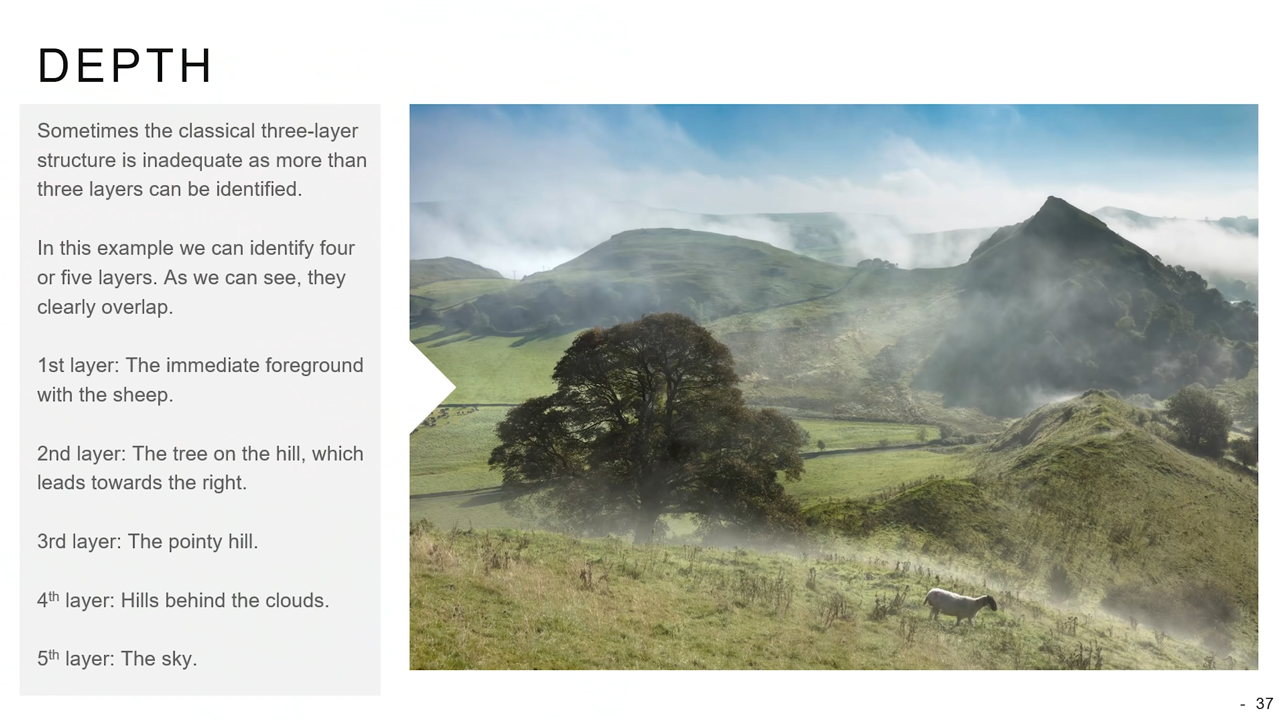 DEPTH
Sometimes the classical three-layer
structure is inadequate as more than
three layers can be identified.
In this example we can identify four
or five layers. As we can see, they
clearly overlap.
1st layer: The immediate foreground
with the sheep.
2nd layer: The tree on the hill, which
leads towards the right.
3rd layer: The pointy hill.
4th layer: Hills behind the clouds.
5th layer: The sky.
- 37